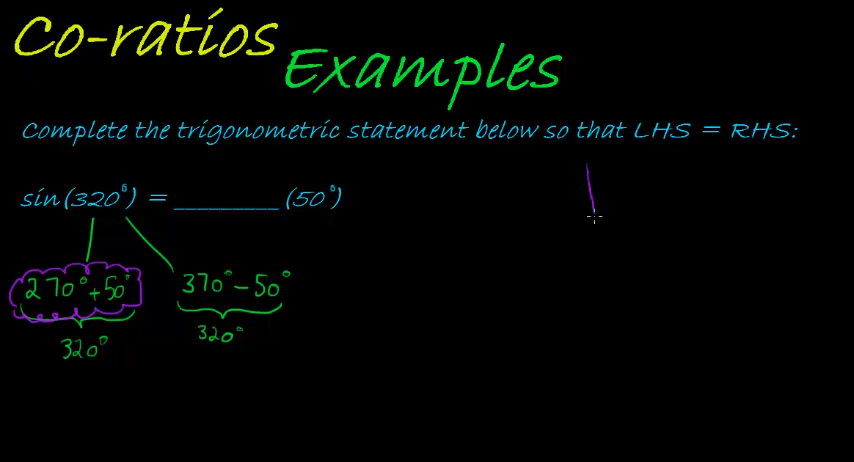 Co-ratios
Examples
Complete the trigonometric statement below so that LHS = RHS:
sin(320°) = _________ (50°)
270° + 50° 370° - 50°
320° 320°